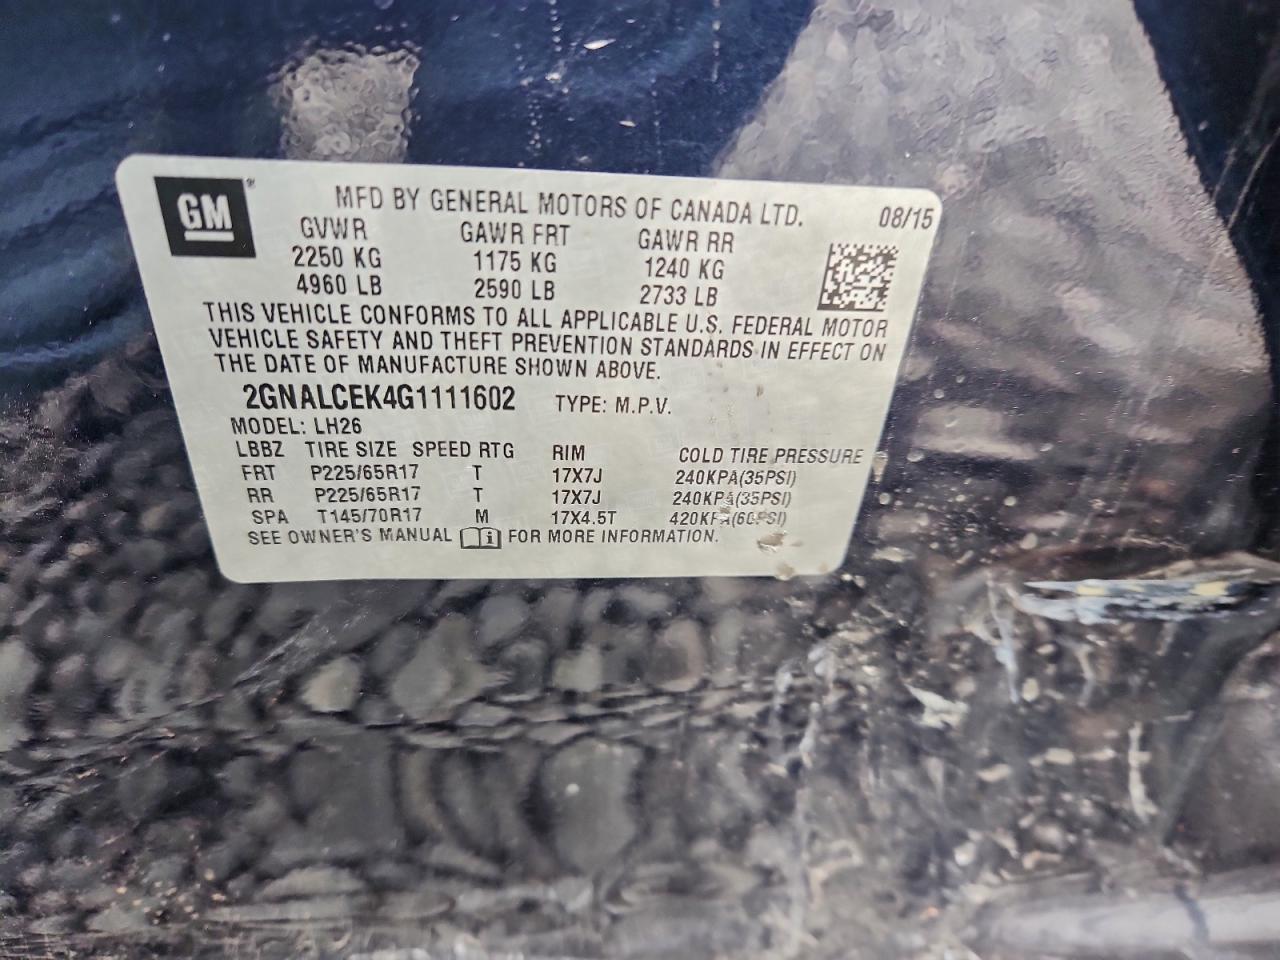 GM ®
MFD BY GENERAL MOTORS OF CANADA LTD. 08/15
GVWR GAWR FRT GAWR RR
2250 KG 1175 KG 1240 KG
4960 LB 2590 LB 2733 LB
THIS VEHICLE CONFORMS TO ALL APPLICABLE U.S. FEDERAL MOTOR
VEHICLE SAFETY AND THEFT PREVENTION STANDARDS IN EFFECT ON
THE DATE OF MANUFACTURE SHOWN ABOVE.
2GNALCEK4G1111602 TYPE: M.P.V.
MODEL: LH26
LBBZ TIRE SIZE SPEED RTG RIM COLD TIRE PRESSURE
FRT P225/65R17 T 17X7J 240KPA(35PSI)
RR P225/65R17 T 17X7J 240KPA(35PSI)
SPA T145/70R17 M 17X4.5T 420KPA(60PSI)
SEE OWNER'S MANUAL i FOR MORE INFORMATION.